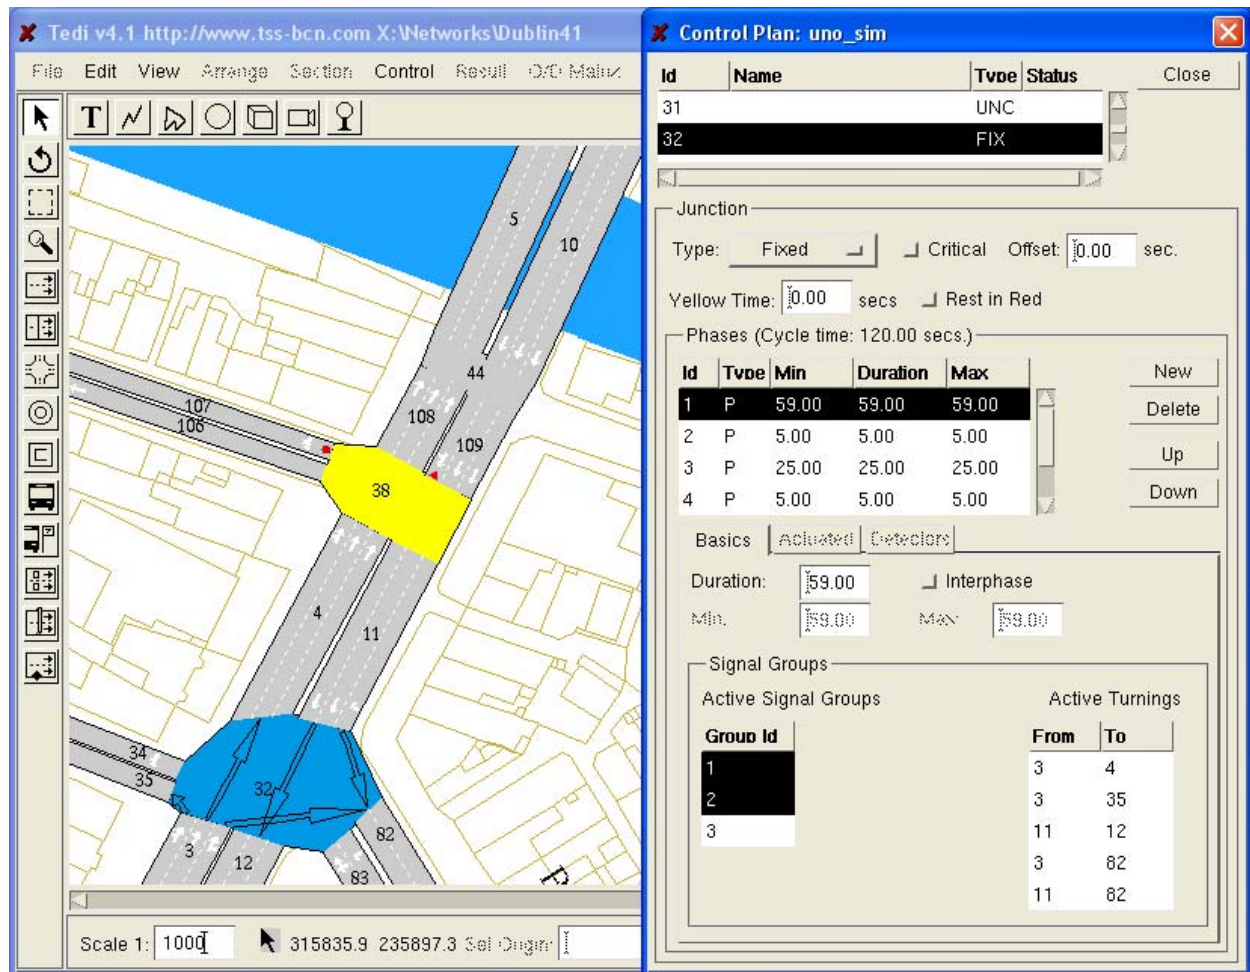 Tedi v4.1 http://www.tss-bcn.com X:\Networks\Dublin41
File Edit View Arrange Section Control Result O/D Matrix
T
5
10
44
107
106
108
109
38
4
11
34
35
32
3
12
82
83
Scale 1: 1000 315835.9 235897.3 Sel Origin:
Control Plan: uno_sim
Id Name Type Status Close
31 UNC
32 FIX
Junction
Type: Fixed Critical Offset: 0.00 sec.
Yellow Time: 0.00 secs Rest in Red
Phases (Cycle time: 120.00 secs.)
Id Type Min Duration Max New
1 P 59.00 59.00 59.00 Delete
2 P 5.00 5.00 5.00
3 P 25.00 25.00 25.00 Up
4 P 5.00 5.00 5.00 Down
Basics Actuated Detectors
Duration: 59.00 Interphase
Min. 59.00 Max 59.00
Signal Groups
Active Signal Groups Active Turnings
Group Id From To
1 3 4
2 3 35
3 11 12
3 82
11 82